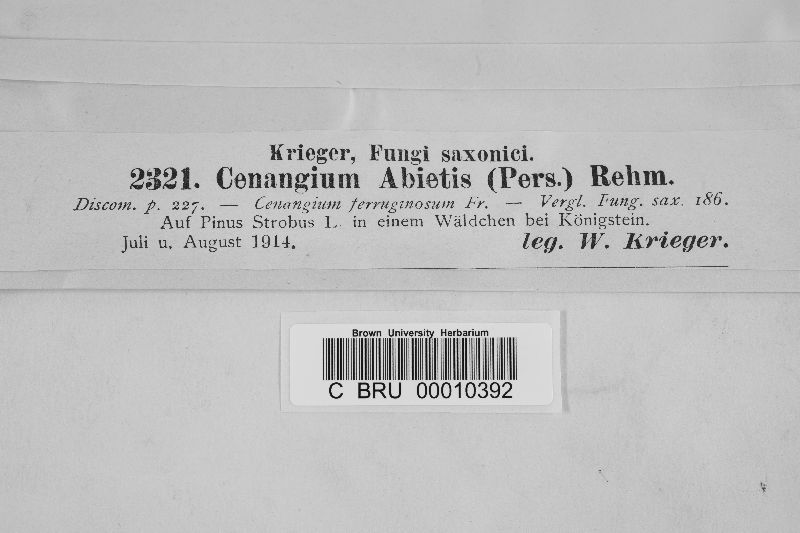 Krieger, Fungi saxonici.
2321. Cenangium Abietis (Pers.) Rehm.
Discom. p. 227. — Cenangium ferruginosum Fr. — Vergl. Fung. sax. 186.
Auf Pinus Strobus L. in einem Wäldchen bei Königstein.
Juli u. August 1914. leg. W. Krieger.
Brown University Herbarium
C BRU 00010392